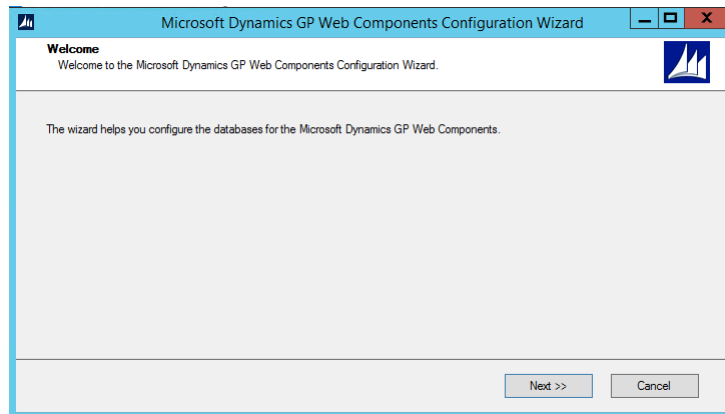 Microsoft Dynamics GP Web Components Configuration Wizard
Welcome
Welcome to the Microsoft Dynamics GP Web Components Configuration Wizard.
The wizard helps you configure the databases for the Microsoft Dynamics GP Web Components.
Next >>
Cancel